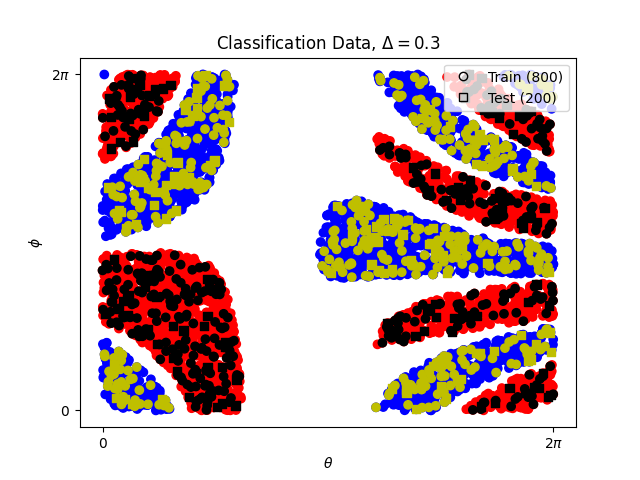 Classification Data, Δ = 0.3
Train (800)
Test (200)
2π
ϕ
0
0
2π
θ